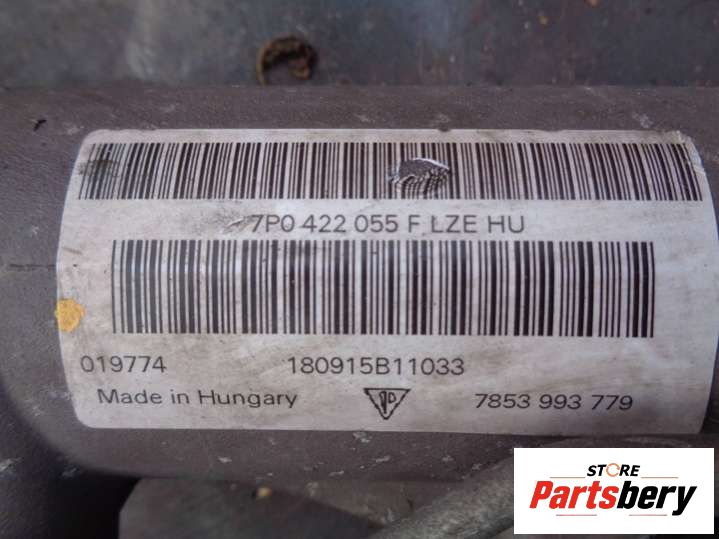 7P0 422 055 F LZE HU
019774 180915B11033
Made in Hungary 7853 993 779
STORE
Partsbery